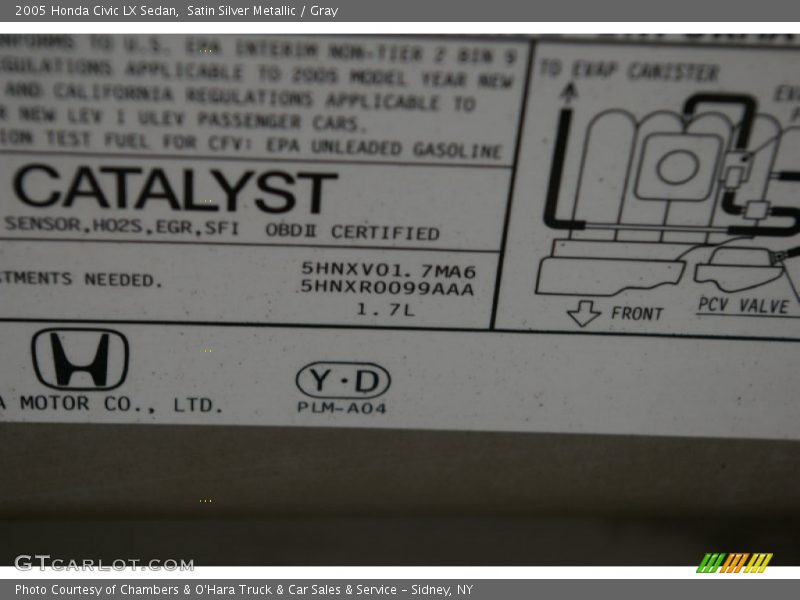 2005 Honda Civic LX Sedan, Satin Silver Metallic / Gray
TO U.S. EPA INTERIM NON-TIER 2 BIN 9
APPLICABLE TO 2005 MODEL YEAR NEW
AND CALIFORNIA REGULATIONS APPLICABLE TO
NEW LEV I ULEV PASSENGER CARS.
TEST FUEL FOR CFV: EPA UNLEADED GASOLINE
CATALYST
SENSOR,HO2S,EGR,SFI OBDⅡ CERTIFIED
NEEDED.
5HNXV01.7MA6
5HNXR0099AAA
1.7L
TO EVAP CANISTER
FRONT
PCV VALVE
MOTOR CO., LTD.
Y·D
PLM-A04
GTCARLOT.COM
Photo Courtesy of Chambers & O'Hara Truck & Car Sales & Service – Sidney, NY